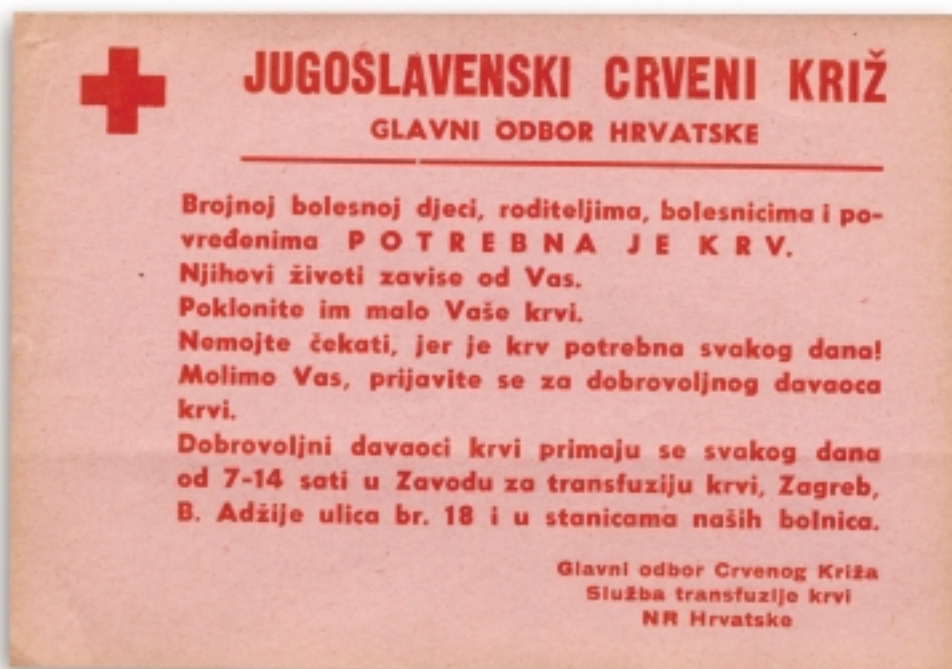 JUGOSLAVENSKI CRVENI KRIŽ
GLAVNI ODBOR HRVATSKE
Brojnoj bolesnoj djeci, roditeljima, bolesnicima i po-
vređenima POTREBNA JE KRV.
Njihovi životi zavise od Vas.
Poklonite im malo Vaše krvi.
Nemojte čekati, jer je krv potrebna svakog dana!
Molimo Vas, prijavite se za dobrovoljnog davaoca
krvi.
Dobrovoljni davaoci krvi primaju se svakog dana
od 7-14 sati u Zavodu za transfuziju krvi, Zagreb,
B. Adžije ulica br. 18 i u stanicama naših bolnica.
Glavni odbor Crvenog Križa
Služba transfuzije krvi
NR Hrvatske